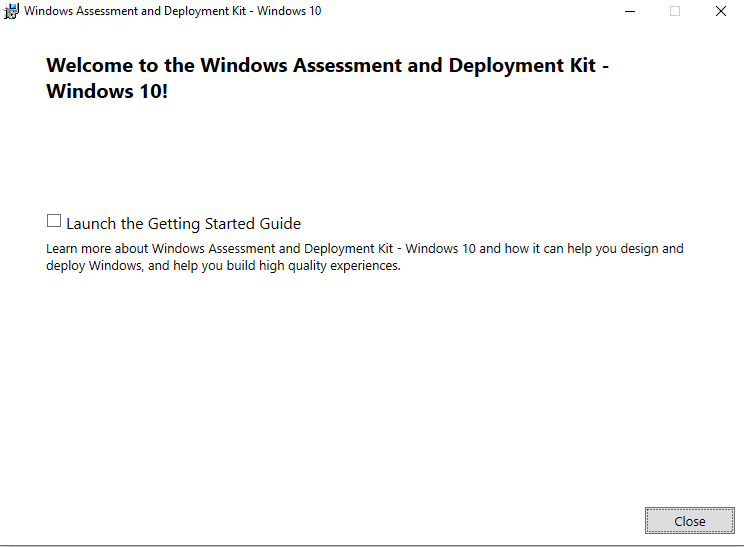 Windows Assessment and Deployment Kit - Windows 10
Welcome to the Windows Assessment and Deployment Kit -
Windows 10!
Launch the Getting Started Guide
Learn more about Windows Assessment and Deployment Kit - Windows 10 and how it can help you design and
deploy Windows, and help you build high quality experiences.
Close